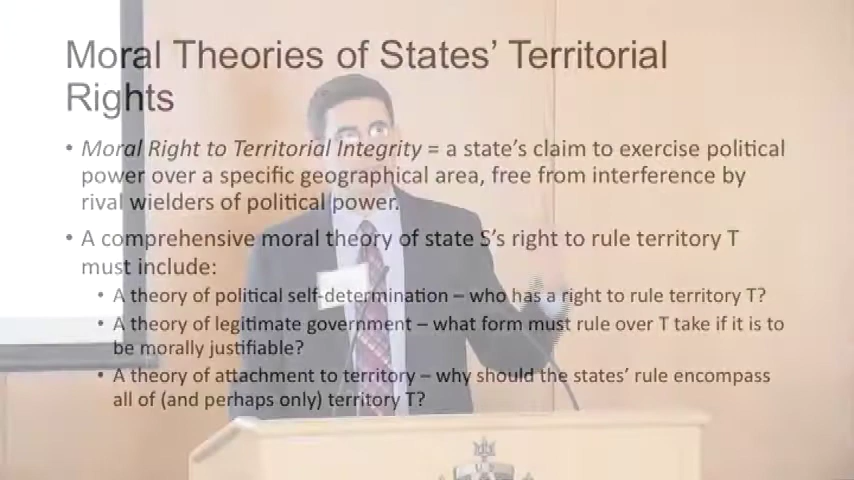 Moral Theories of States' Territorial
Rights
• Moral Right to Territorial Integrity = a state's claim to exercise political
power over a specific geographical area, free from interference by
rival wielders of political power.
• A comprehensive moral theory of state S's right to rule territory T
must include:
• A theory of political self-determination – who has a right to rule territory T?
• A theory of legitimate government – what form must rule over T take if it is to
be morally justifiable?
• A theory of attachment to territory – why should the states' rule encompass
all of (and perhaps only) territory T?